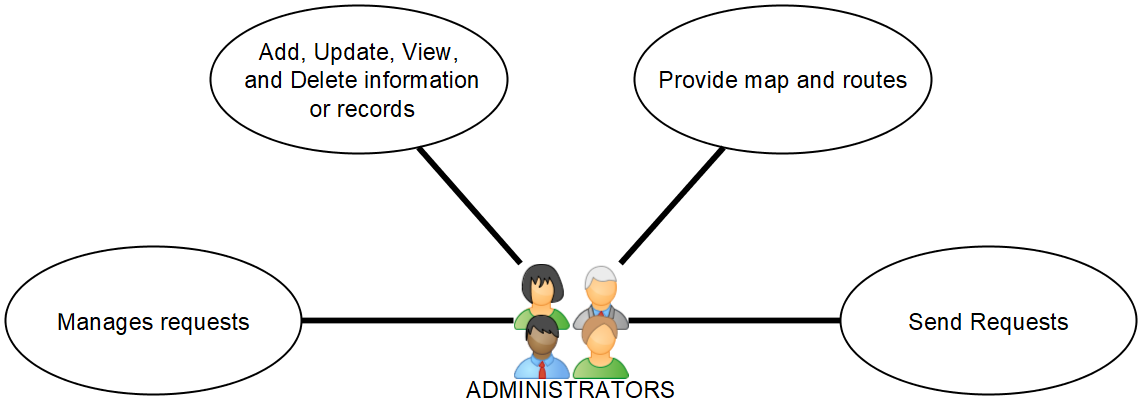 Add, Update, View,
and Delete information
or records
Provide map and routes
Manages requests
Send Requests
ADMINISTRATORS